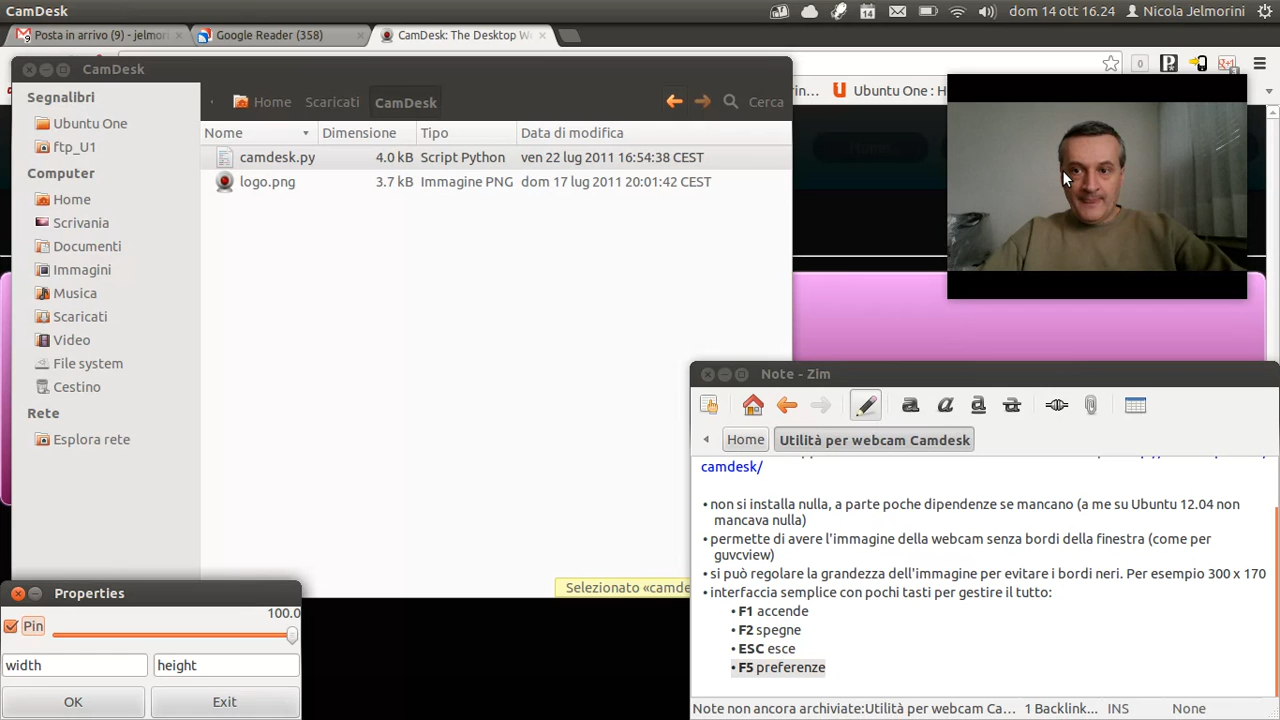 CamDesk
14
dom 14 ott 16.24
Nicola Jelmorini
Posta in arrivo (9) - jelmori
Google Reader (358)
CamDesk: The Desktop W
0
Ubuntu One : H
Home
CamDesk
Segnalibri
Ubuntu One
ftp_U1
Computer
Home
Scrivania
Documenti
Immagini
Musica
Scaricati
Video
File system
Cestino
Rete
Esplora rete
Home
Scaricati
CamDesk
Cerca
Nome Dimensione Tipo Data di modifica
camdesk.py 4.0 kB Script Python ven 22 lug 2011 16:54:38 CEST
logo.png 3.7 kB Immagine PNG dom 17 lug 2011 20:01:42 CEST
Selezionato «camde
Properties
100.0
Pin
width height
OK Exit
Note - Zim
Home Utilità per webcam Camdesk
camdesk/
• non si installa nulla, a parte poche dipendenze se mancano (a me su Ubuntu 12.04 non
mancava nulla)
• permette di avere l'immagine della webcam senza bordi della finestra (come per
guvcview)
• si può regolare la grandezza dell'immagine per evitare i bordi neri. Per esempio 300 x 170
• interfaccia semplice con pochi tasti per gestire il tutto:
• F1 accende
• F2 spegne
• ESC esce
• F5 preferenze
Note non ancora archiviate:Utilità per webcam Ca... 1 Backlink... INS None